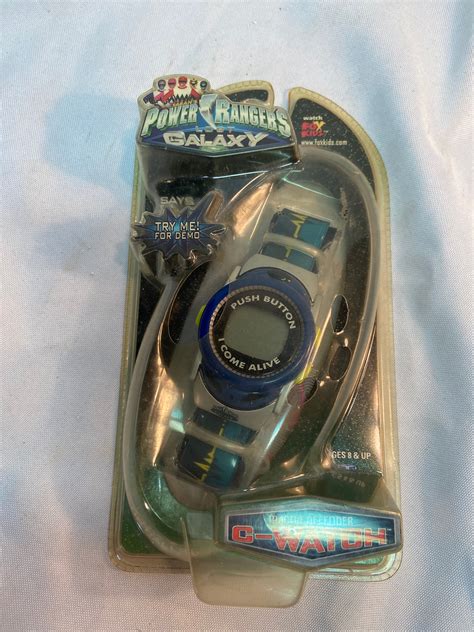 POWER RANGERS
LOST
GALAXY
watch
FOX
KIDS
www.foxkids.com
SAYS
TRY ME!
FOR DEMO
PUSH BUTTON
I COME ALIVE
AGES 8 & UP
DEFENDER
C-WATCH